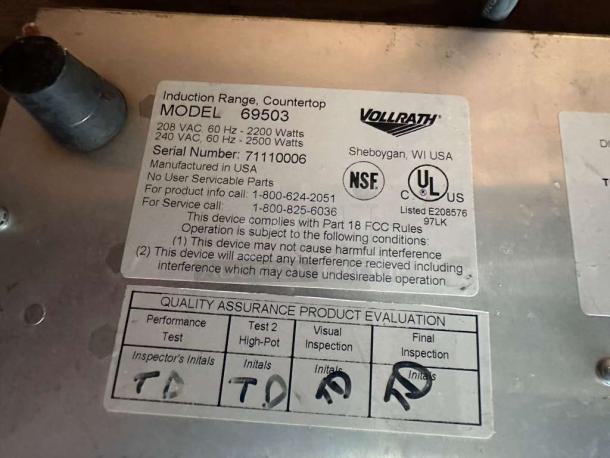 Induction Range, Countertop
MODEL 69503
208 VAC, 60 Hz - 2200 Watts
240 VAC, 60 Hz - 2500 Watts
Serial Number: 71110006
Manufactured in USA
No User Servicable Parts
For product info call: 1-800-624-2051
For Service call: 1-800-825-6036
This device complies with Part 18 FCC Rules
Operation is subject to the following conditions:
(1) This device may not cause harmful interference
(2) This device will accept any interference recieved including
interference which may cause undesireable operation
VOLLRATH®
Sheboygan, WI USA
NSF®
C UL® US
Listed E208576
97LK
QUALITY ASSURANCE PRODUCT EVALUATION
Performance Test
Test 2 High-Pot
Visual Inspection
Final Inspection
Inspector's Initals
Initals
Initals
Initals
TD
T.D
TD
TD